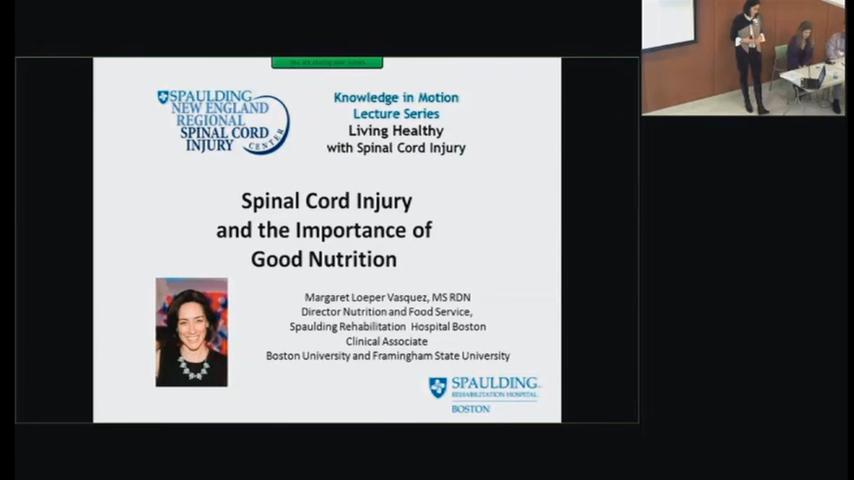 SPAULDING
NEW ENGLAND
REGIONAL
SPINAL CORD
INJURY
CENTER
Knowledge in Motion
Lecture Series
Living Healthy
with Spinal Cord Injury
Spinal Cord Injury
and the Importance of
Good Nutrition
Margaret Loeper Vasquez, MS RDN
Director Nutrition and Food Service,
Spaulding Rehabilitation Hospital Boston
Clinical Associate
Boston University and Framingham State University
SPAULDING
REHABILITATION HOSPITAL
BOSTON